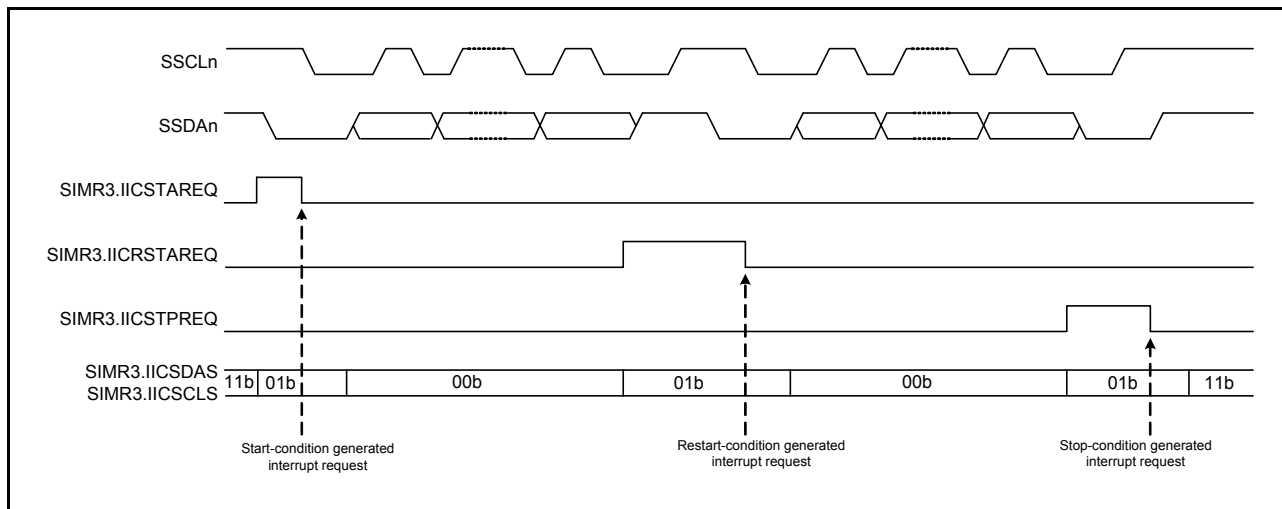 SSCLn
SSDAn
SIMR3.IICSTAREQ
SIMR3.IICRSTAREQ
SIMR3.IICSTPREQ
SIMR3.IICSDAS
SIMR3.IICSCLS
11b 01b 00b 01b 00b 01b 11b
Start-condition generated
interrupt request
Restart-condition generated
interrupt request
Stop-condition generated
interrupt request